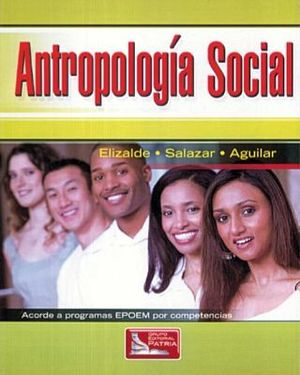 Antropología Social
Elizalde • Salazar • Aguilar
Acorde a programas EPOEM por competencias
GRUPO
EDITORIAL
PATRIA